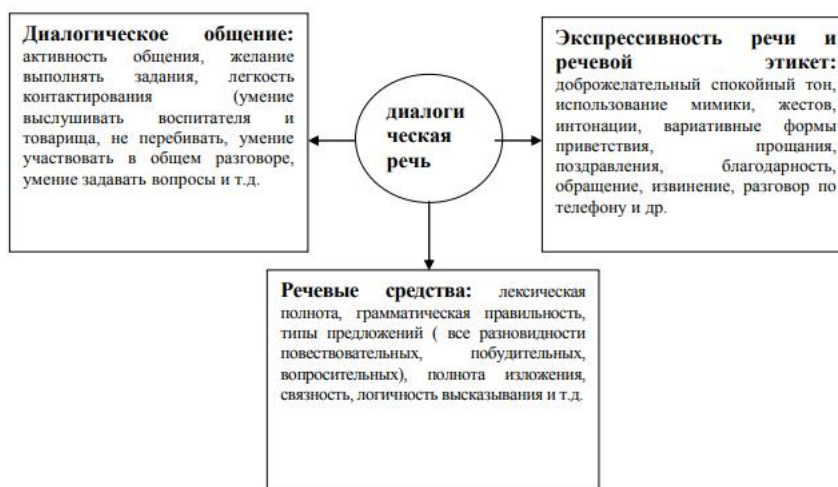 Диалогическое общение:
активность общения, желание
выполнять задания, легкость
контактирования (умение
выслушивать воспитателя и
товарища, не перебивать, умение
участвовать в общем разговоре,
умение задавать вопросы и т.д.
диалоги
ческая
речь
Экспрессивность речи и
речевой этикет:
доброжелательный спокойный тон,
использование мимики, жестов,
интонации, вариативные формы
приветствия, прощания,
поздравления, благодарность,
обращение, извинение, разговор по
телефону и др.
Речевые средства: лексическая
полнота, грамматическая правильность,
типы предложений ( все разновидности
повествовательных, побудительных,
вопросительных), полнота изложения,
связность, логичность высказывания и т.д.